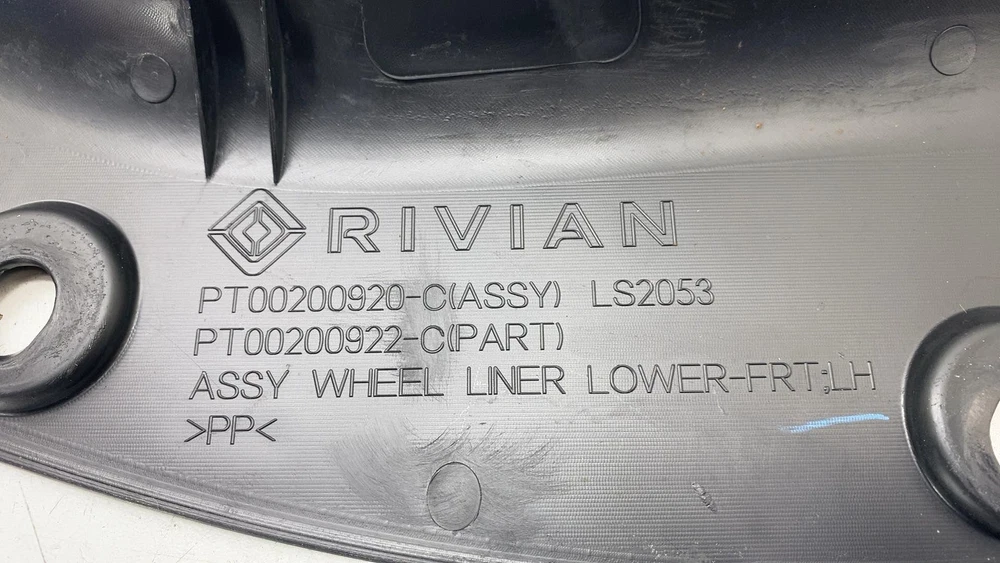 RIVIAN
PT00200920-C(ASSY) LS2053
PT00200922-C(PART)
ASSY WHEEL LINER LOWER-FRT;LH
>PP<